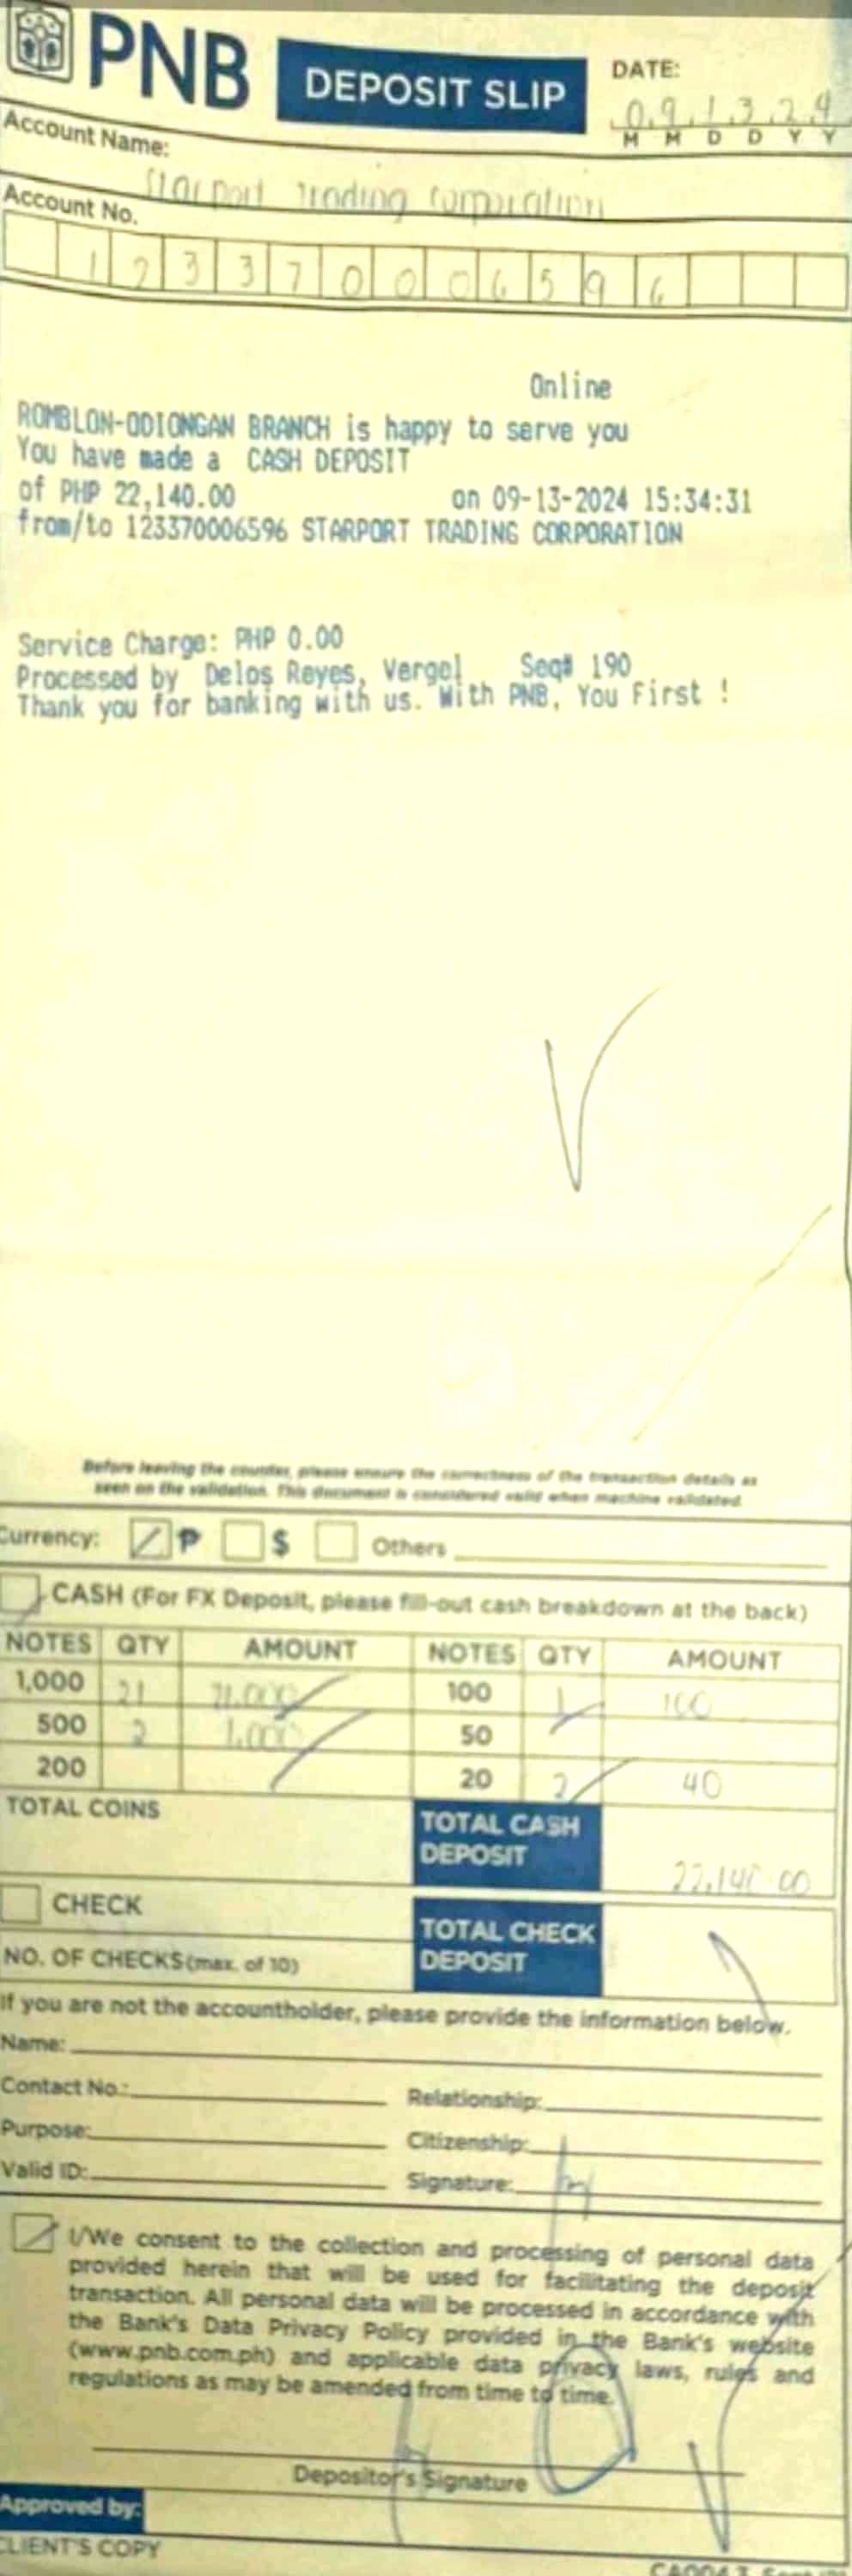 PNB DEPOSIT SLIP DATE:
091324
M M D D Y Y
Account Name:
Starport Trading Corporation
Account No.
1 2 3 3 7 0 0 0 6 5 9 6
Online
ROMBLON-ODIONGAN BRANCH is happy to serve you
You have made a CASH DEPOSIT
of PHP 22,140.00 on 09-13-2024 15:34:31
from/to 123370006596 STARPORT TRADING CORPORATION
Service Charge: PHP 0.00
Processed by Delos Reyes, Vergel Seq# 190
Thank you for banking with us. With PNB, You First !
Before leaving the counter, please ensure the correctness of the transaction details as
seen on the validation. This document is considered valid when machine validated.
Currency: ₱ $ Others
CASH (For FX Deposit, please fill-out cash breakdown at the back)
NOTES QTY AMOUNT NOTES QTY AMOUNT
1,000 21 21,000 100 1 100
500 2 1,000 50
200 20 2 40
TOTAL COINS TOTAL CASH
DEPOSIT
22,140.00
CHECK TOTAL CHECK
NO. OF CHECKS (max. of 10) DEPOSIT
If you are not the accountholder, please provide the information below.
Name:
Contact No.: Relationship:
Purpose: Citizenship:
Valid ID: Signature:
I/We consent to the collection and processing of personal data
provided herein that will be used for facilitating the deposit
transaction. All personal data will be processed in accordance with
the Bank's Data Privacy Policy provided in the Bank's website
(www.pnb.com.ph) and applicable data privacy laws, rules and
regulations as may be amended from time to time.
Depositor's Signature
Approved by:
CLIENT'S COPY